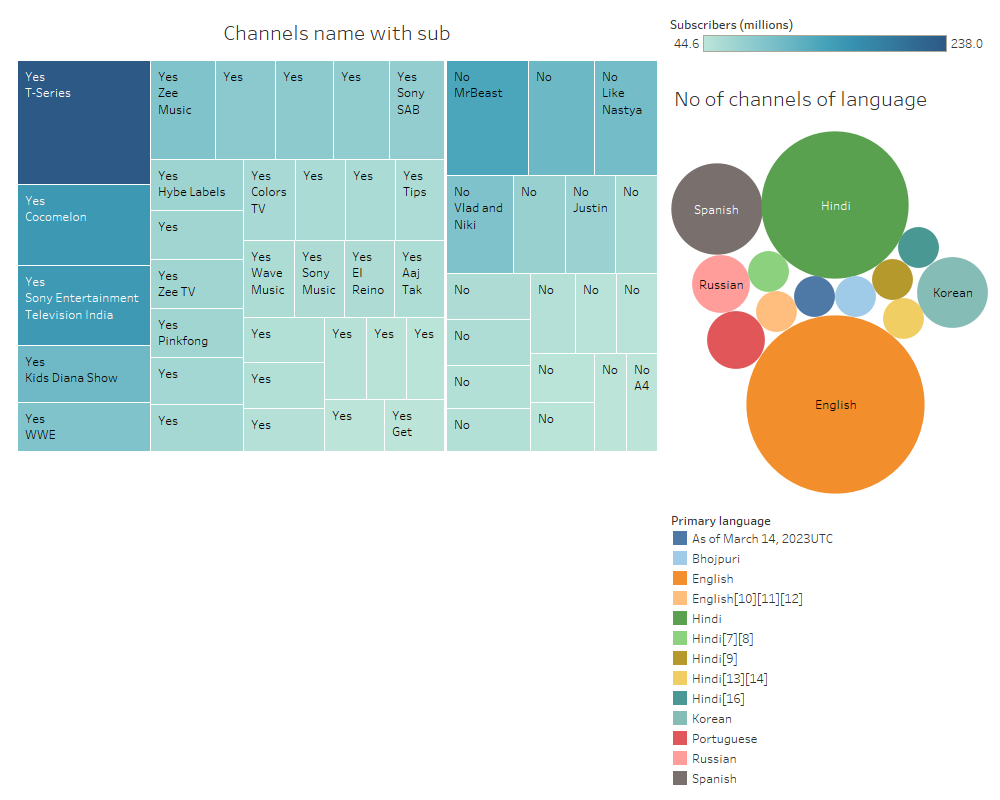 Channels name with sub
Subscribers (millions)
44.6
238.0
No of channels of language
Yes
T-Series
Yes
Cocomelon
Yes
Sony Entertainment
Television India
Yes
Kids Diana Show
Yes
WWE
Yes
Zee
Music
Yes
Yes
Yes
Yes
Sony
SAB
Yes
Hybe Labels
Yes
Yes
Zee TV
Yes
Pinkfong
Yes
Yes
Yes
Colors
TV
Yes
Yes
Yes
Tips
Yes
Wave
Music
Yes
Sony
Music
Yes
El
Reino
Yes
Aaj
Tak
Yes
Yes
Yes
Yes
Yes
Yes
Yes
Yes
Get
No
MrBeast
No
No
Like
Nastya
No
Vlad and
Niki
No
No
Justin
No
No
No
No
No
No
No
No
No
No
No
No
A4
Spanish
Hindi
Russian
Korean
English
Primary language
As of March 14, 2023UTC
Bhojpuri
English
English[10][11][12]
Hindi
Hindi[7][8]
Hindi[9]
Hindi[13][14]
Hindi[16]
Korean
Portuguese
Russian
Spanish